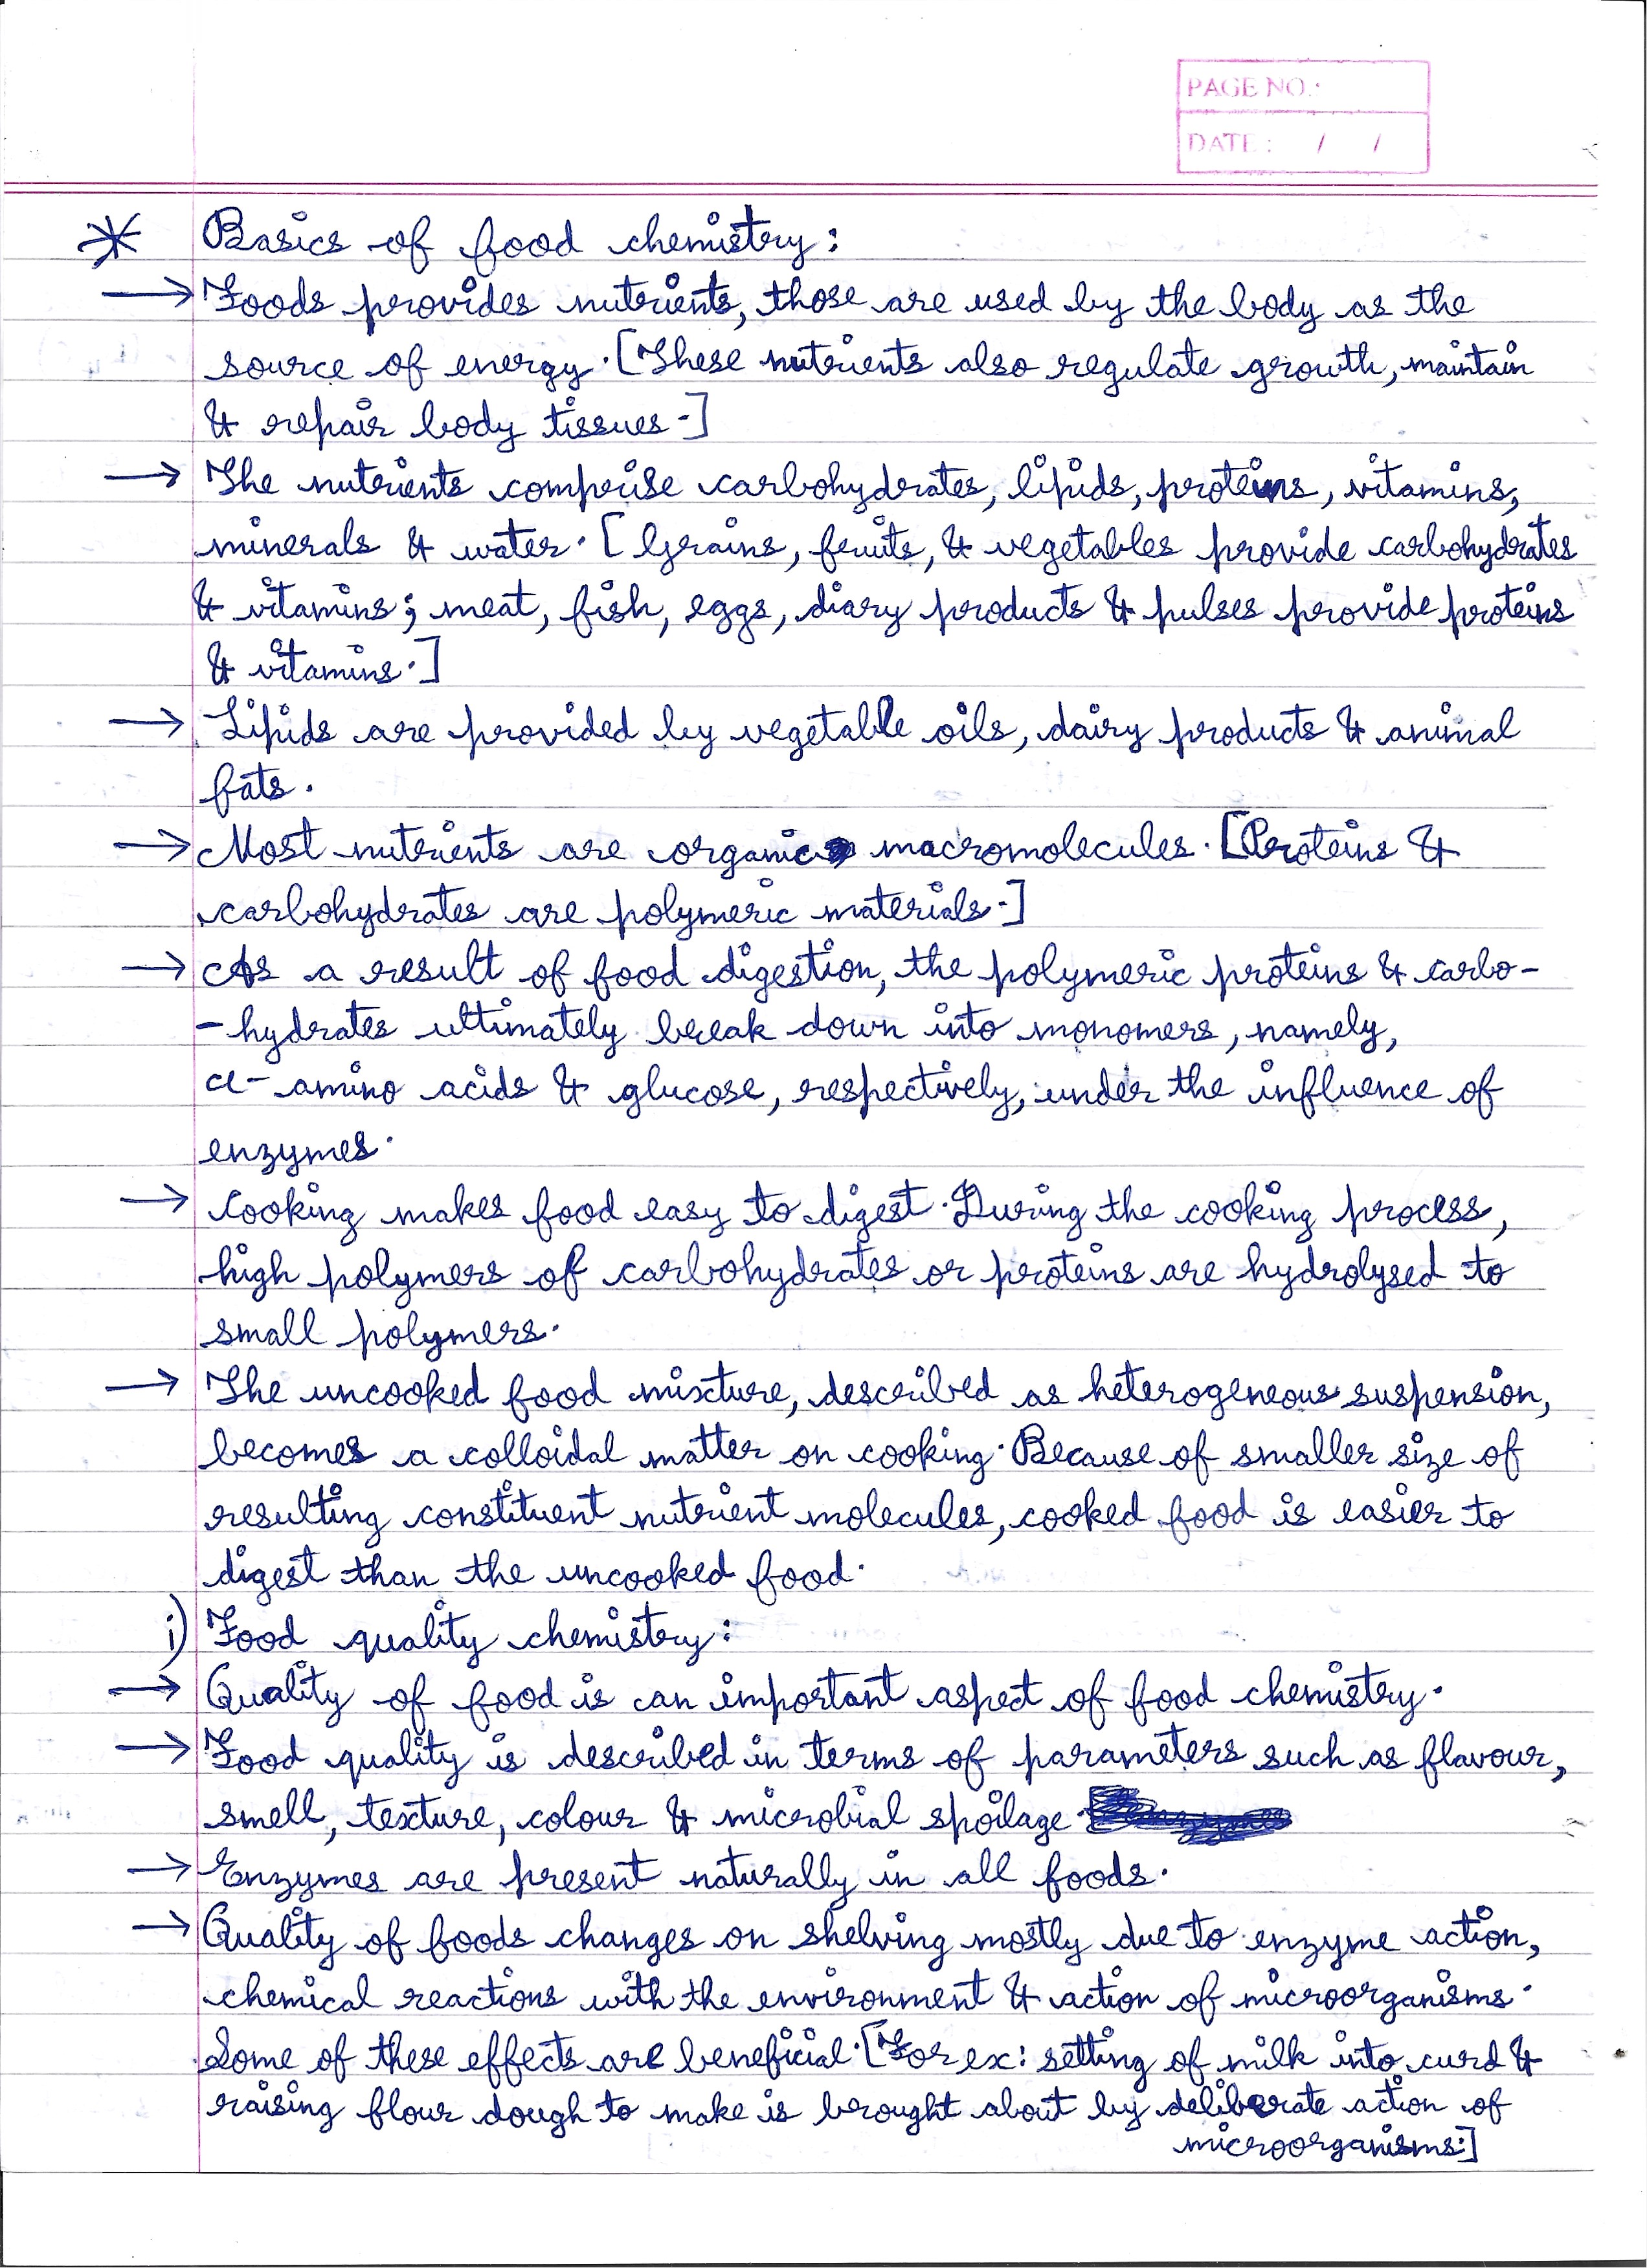 PAGE NO.:
DATE: / /
* Basics of food chemistry:
→ Foods provides nutrients, those are used by the body as the
source of energy. [These nutrients also regulate growth, maintain
& repair body tissues.]
→ The nutrients comprise carbohydrates, lipids, proteins, vitamins,
minerals & water. [Grains, fruits, & vegetables provide carbohydrates
& vitamins; meat, fish, eggs, diary products & pulses provide proteins
& vitamins.]
→ Lipids are provided by vegetable oils, dairy products & animal
fats.
→ Most nutrients are organic macromolecules. [Proteins &
carbohydrates are polymeric materials.]
→ As a result of food digestion, the polymeric proteins & carbo-
-hydrates ultimately break down into monomers, namely,
α- amino acids & glucose, respectively, under the influence of
enzymes.
→ Cooking makes food easy to digest. During the cooking process,
high polymers of carbohydrates or proteins are hydrolysed to
small polymers.
→ The uncooked food mixture, described as heterogeneous suspension,
becomes a colloidal matter on cooking. Because of smaller size of
resulting constituent nutrient molecules, cooked food is easier to
digest than the uncooked food.
i) Food quality chemistry:
→ Quality of food is can important aspect of food chemistry.
→ Food quality is described in terms of parameters such as flavour,
smell, texture, colour & microbial spoilage.
→ Enzymes are present naturally in all foods.
→ Quality of foods changes on shelving mostly due to enzyme action,
chemical reactions with the environment & action of microorganisms.
Some of these effects are beneficial. [For ex: setting of milk into curd &
raising flour dough to make is brought about by deliberate action of
microorganisms.]